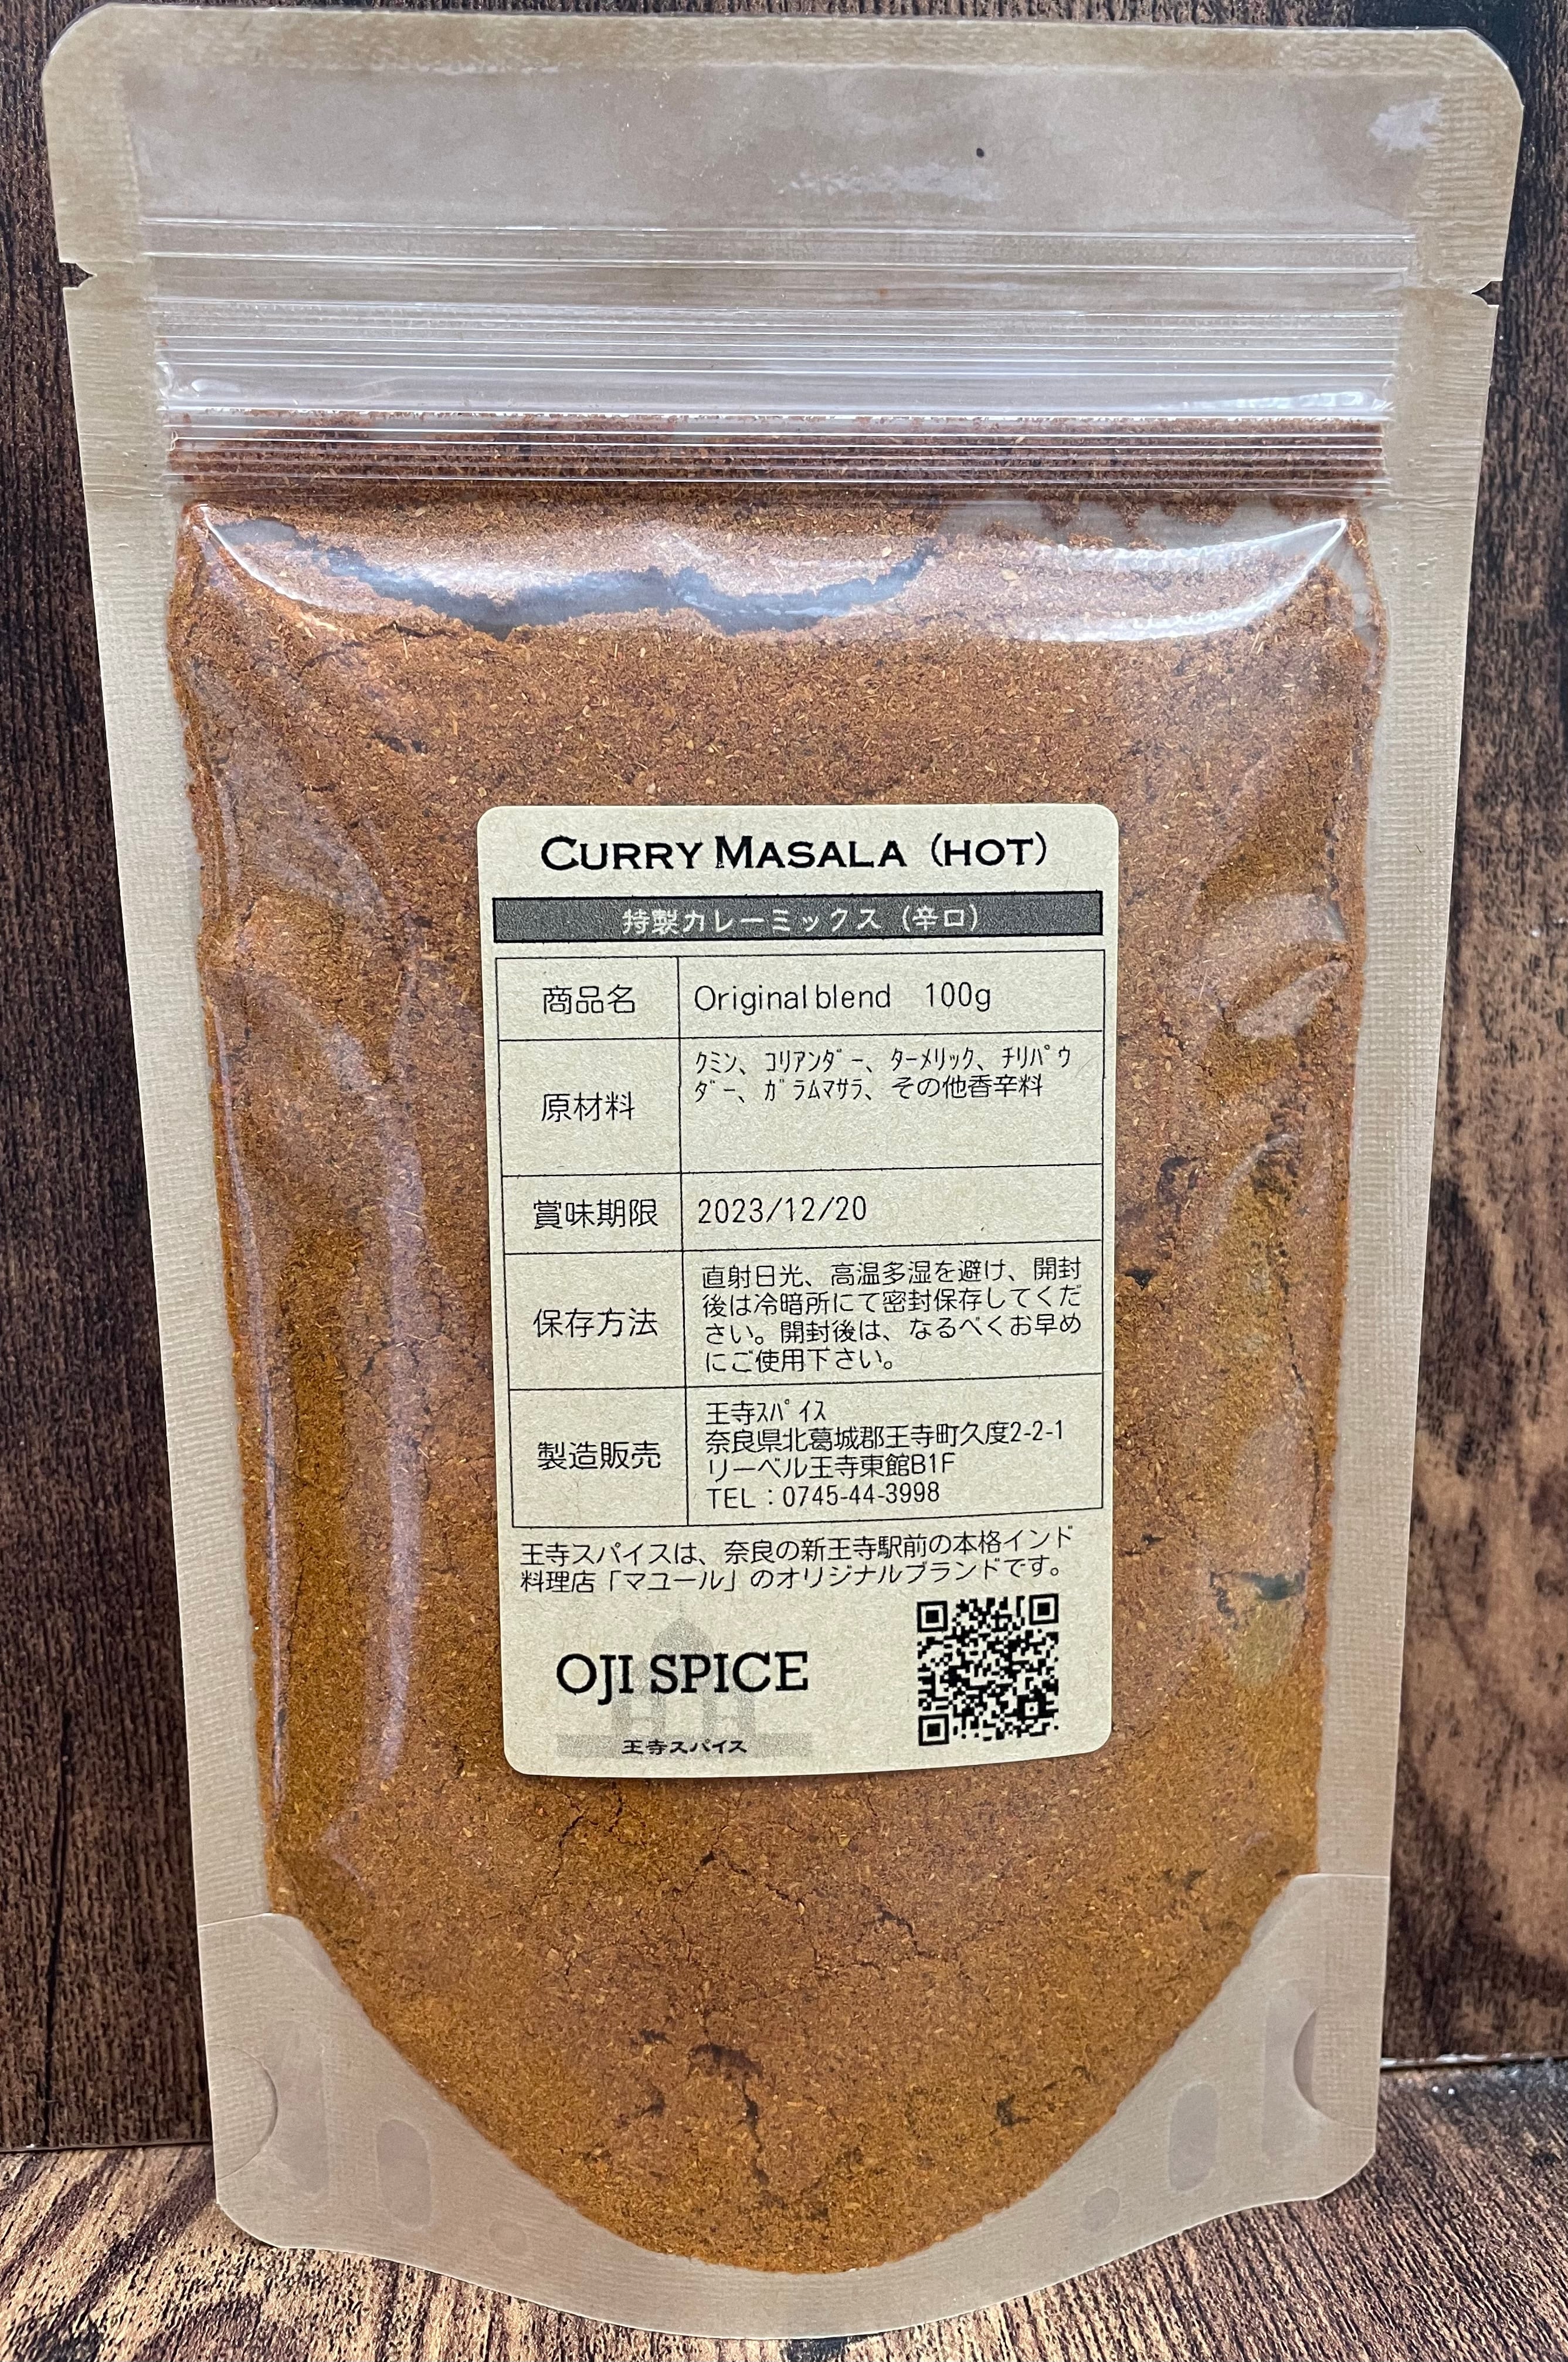 CURRY MASALA (HOT)
特製カレーミックス (辛口)
商品名 Original blend 100g
原材料
ｸﾐﾝ、ｺﾘｱﾝﾀﾞｰ、ﾀｰﾒﾘｯｸ、ﾁﾘﾊﾟｳ
ﾀﾞｰ、ｶﾞﾗﾑﾏｻﾗ、その他香辛料
賞味期限 2023/12/20
保存方法
直射日光、高温多湿を避け、開封
後は冷暗所にて密封保存してくだ
さい。開封後は、なるべくお早め
にご使用下さい。
製造販売
王寺ｽﾊﾟｲｽ
奈良県北葛城郡王寺町久度2-2-1
リーベル王寺東館B1F
TEL：0745-44-3998
王寺スパイスは、奈良の新王寺駅前の本格インド
料理店「マユール」のオリジナルブランドです。
OJI SPICE
王寺スパイス